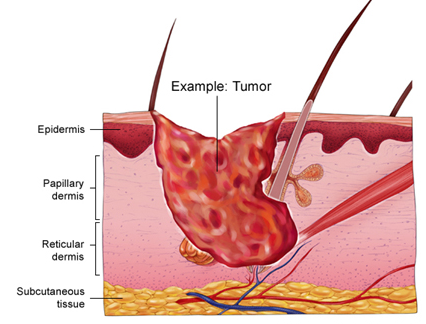 Example: Tumor
Epidermis
Papillary
dermis
Reticular
dermis
Subcutaneous
tissue